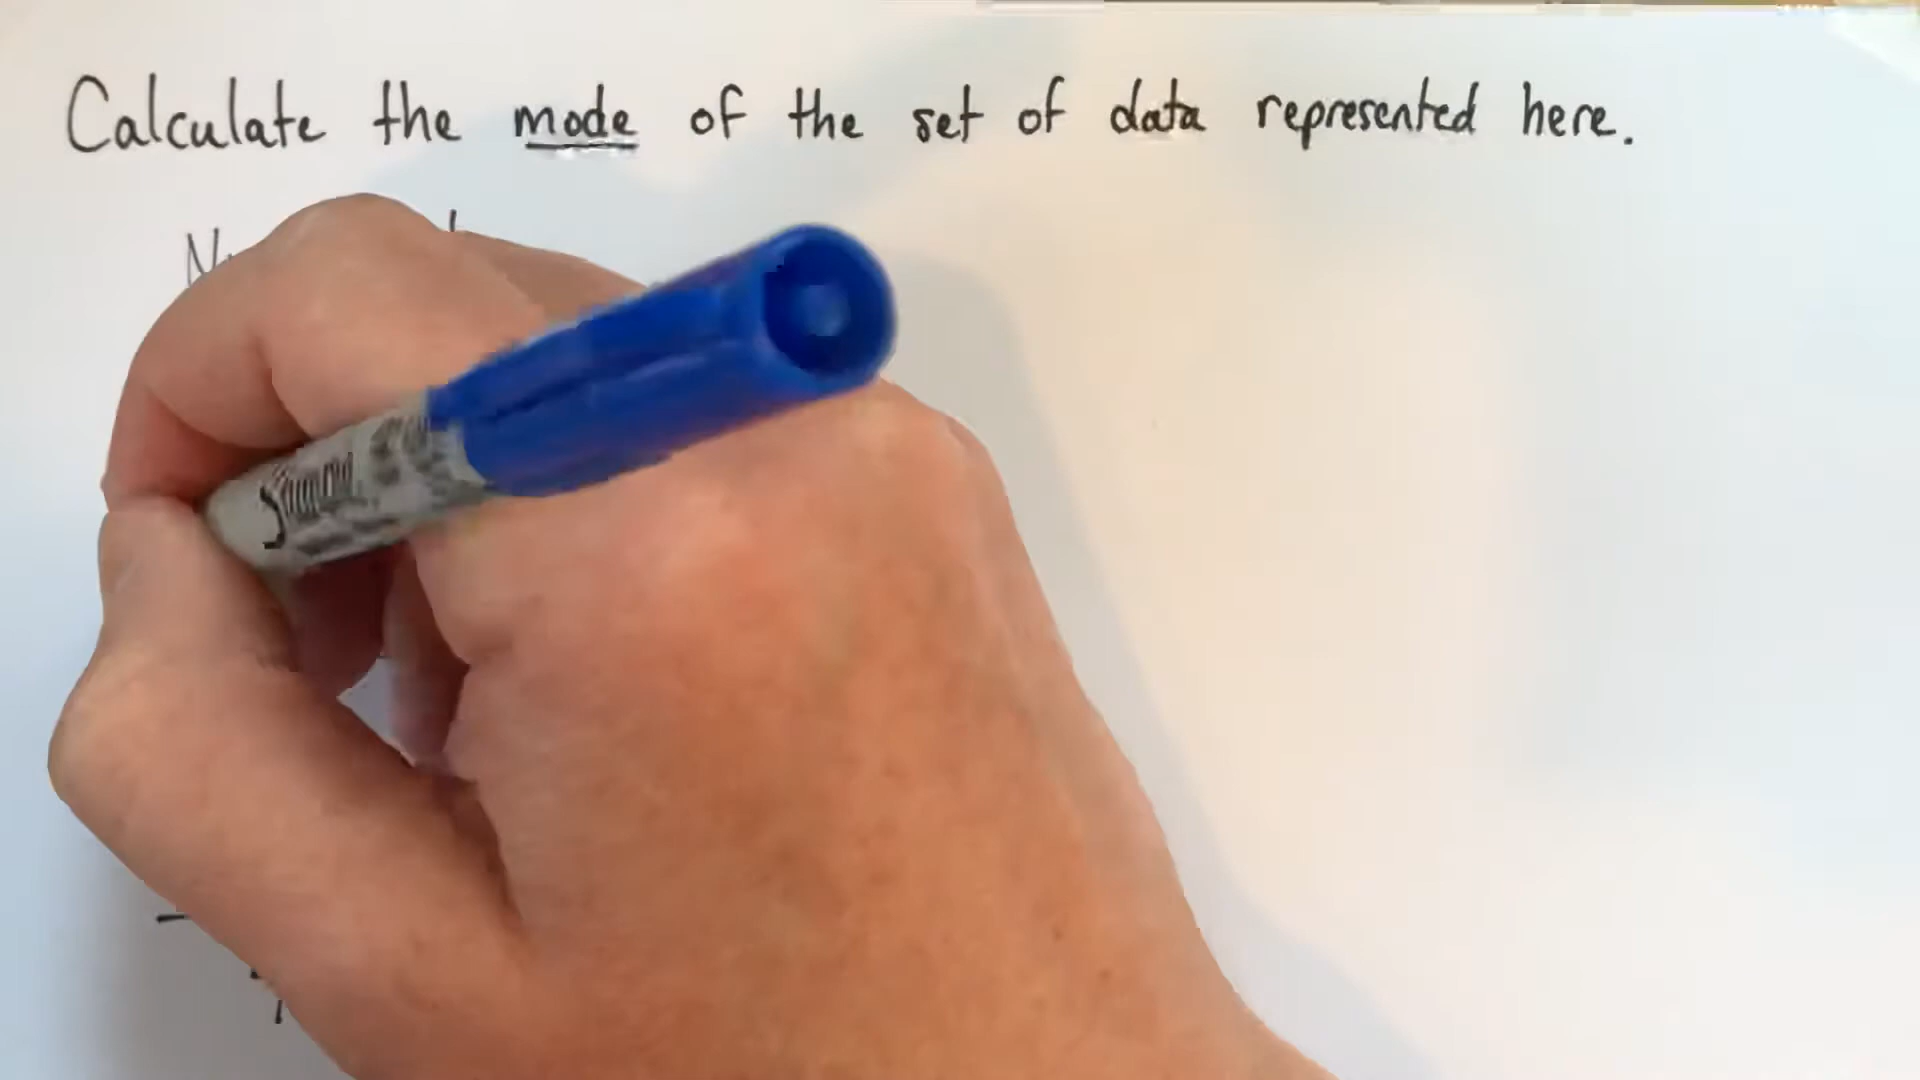 Calculate the mode of the set of data represented here.